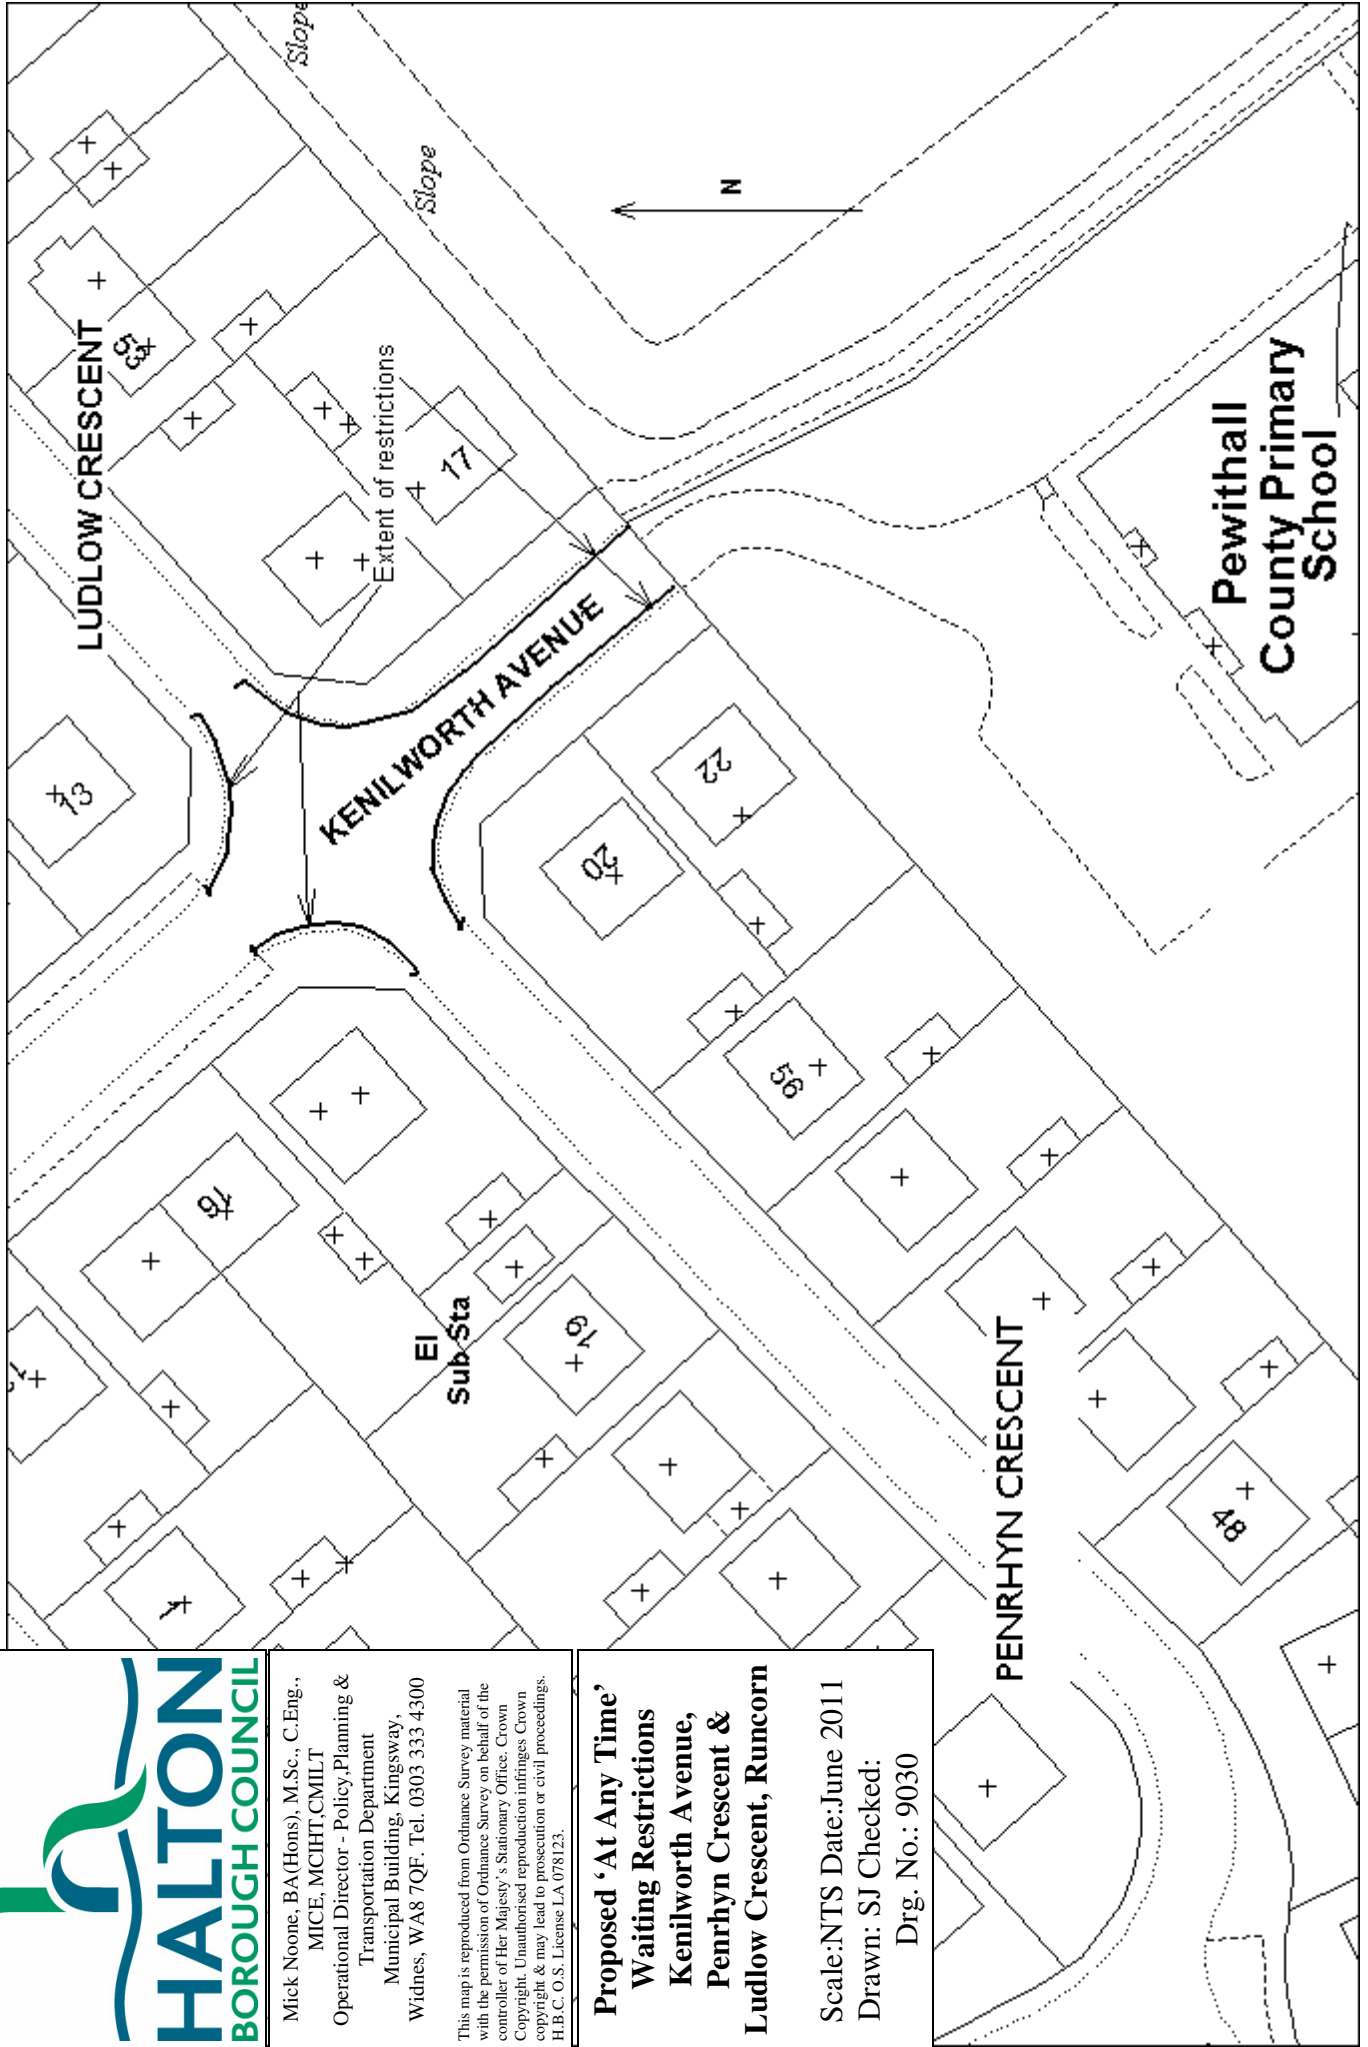 HALTON
BOROUGH COUNCIL
Mick Noone, BA(Hons), M.Sc., C.Eng.,
MICE, MCIHT,CMILT
Operational Director - Policy,Planning &
Transportation Department
Municipal Building, Kingsway,
Widnes, WA8 7QF. Tel. 0303 333 4300
This map is reproduced from Ordnance Survey material
with the permission of Ordnance Survey on behalf of the
controller of Her Majesty's Stationary Office. Crown
Copyright. Unauthorised reproduction infringes Crown
copyright & may lead to prosecution or civil proceedings.
H.B.C. O.S. License LA 078123.
Proposed ‘At Any Time’
Waiting Restrictions
Kenilworth Avenue,
Penrhyn Crescent &
Ludlow Crescent, Runcorn
Scale:NTS Date:June 2011
Drawn: SJ Checked:
Drg. No.: 9030
LUDLOW CRESCENT
Extent of restrictions
KENILWORTH AVENUE
PENRHYN CRESCENT
Pewithall
County Primary
School
El
Sub Sta
Slope
Slope
N
53
17
13
16
1
79
20
22
56
48